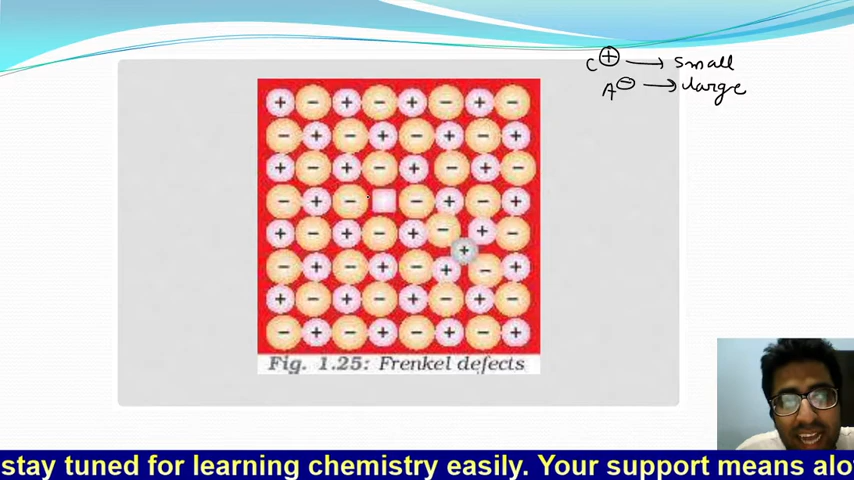 C⊕ → Small
A⊖ → large
+ − + − + − + −
− + − + − + − +
+ − + − + − + −
− + − − + − +
+ − + − + − + −
+
− + − + − + − +
+ − + − + − + −
− + − + − + − +
Fig. 1.25: Frenkel defects
stay tuned for learning chemistry easily. Your support means alo